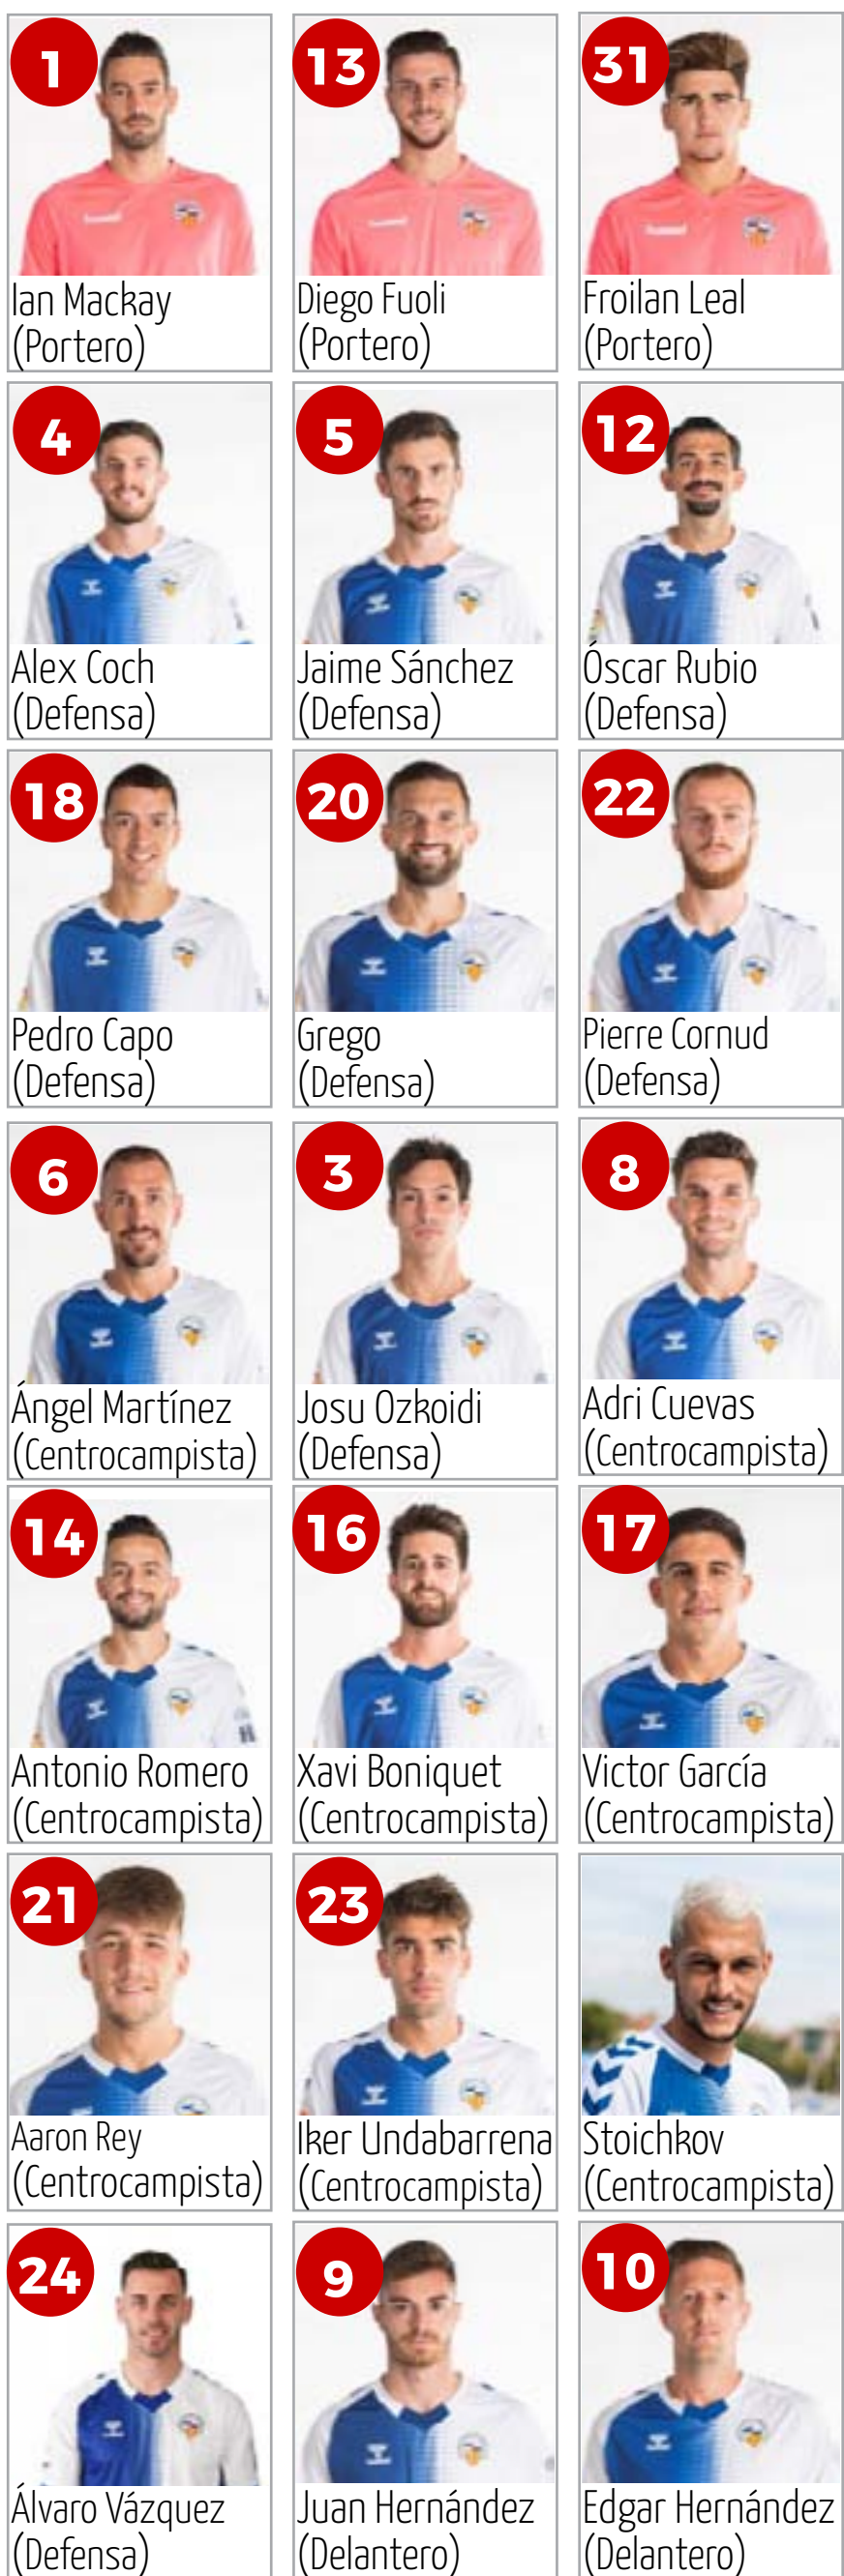 1
Ian Mackay
(Portero)
13
Diego Fuoli
(Portero)
31
Froilan Leal
(Portero)
4
Alex Coch
(Defensa)
5
Jaime Sánchez
(Defensa)
12
Óscar Rubio
(Defensa)
18
Pedro Capo
(Defensa)
20
Grego
(Defensa)
22
Pierre Cornud
(Defensa)
6
Ángel Martínez
(Centrocampista)
3
Josu Ozkoidi
(Defensa)
8
Adri Cuevas
(Centrocampista)
14
Antonio Romero
(Centrocampista)
16
Xavi Boniquet
(Centrocampista)
17
Victor García
(Centrocampista)
21
Aaron Rey
(Centrocampista)
23
Iker Undabarrena
(Centrocampista)
Stoichkov
(Centrocampista)
24
Álvaro Vázquez
(Defensa)
9
Juan Hernández
(Delantero)
10
Edgar Hernández
(Delantero)